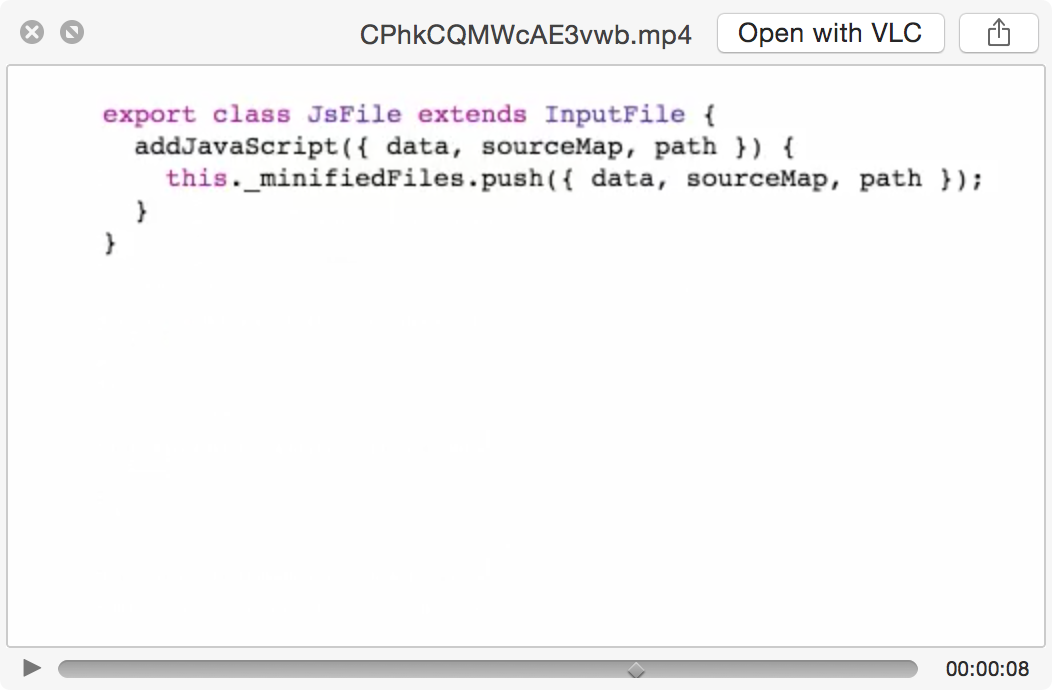 CPhkCQMWcAE3vwb.mp4
Open with VLC
export class JsFile extends InputFile {
  addJavaScript({ data, sourceMap, path }) {
    this._minifiedFiles.push({ data, sourceMap, path });
  }
}
00:00:08